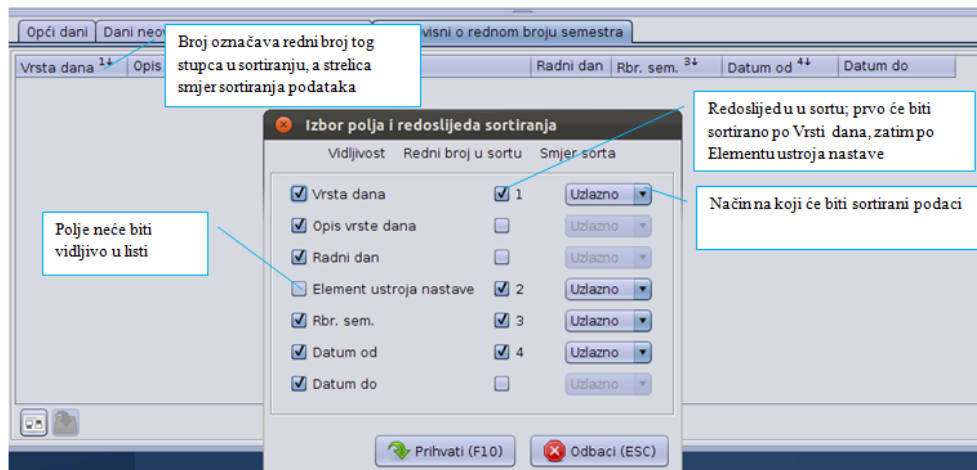 Opći dani Dani neov visni o rednom broju semestra
Broj označava redni broj tog
stupca u sortiranju, a strelica
smjer sortiranja podataka
Vrsta dana 1↓ Opis Radni dan Rbr. sem. 3↓ Datum od 4↓ Datum do
Izbor polja i redoslijeda sortiranja
Vidljivost Redni broj u sortu Smjer sorta
Vrsta dana 1 Uzlazno
Opis vrste dana Uzlazno
Radni dan Uzlazno
Element ustroja nastave 2 Uzlazno
Rbr. sem. 3 Uzlazno
Datum od 4 Uzlazno
Datum do Uzlazno
Prihvati (F10) Odbaci (ESC)
Redoslijed u u sortu; prvo će biti
sortirano po Vrsti dana, zatim po
Elementu ustroja nastave
Način na koji će biti sortirani podaci
Polje neće biti
vidljivo u listi